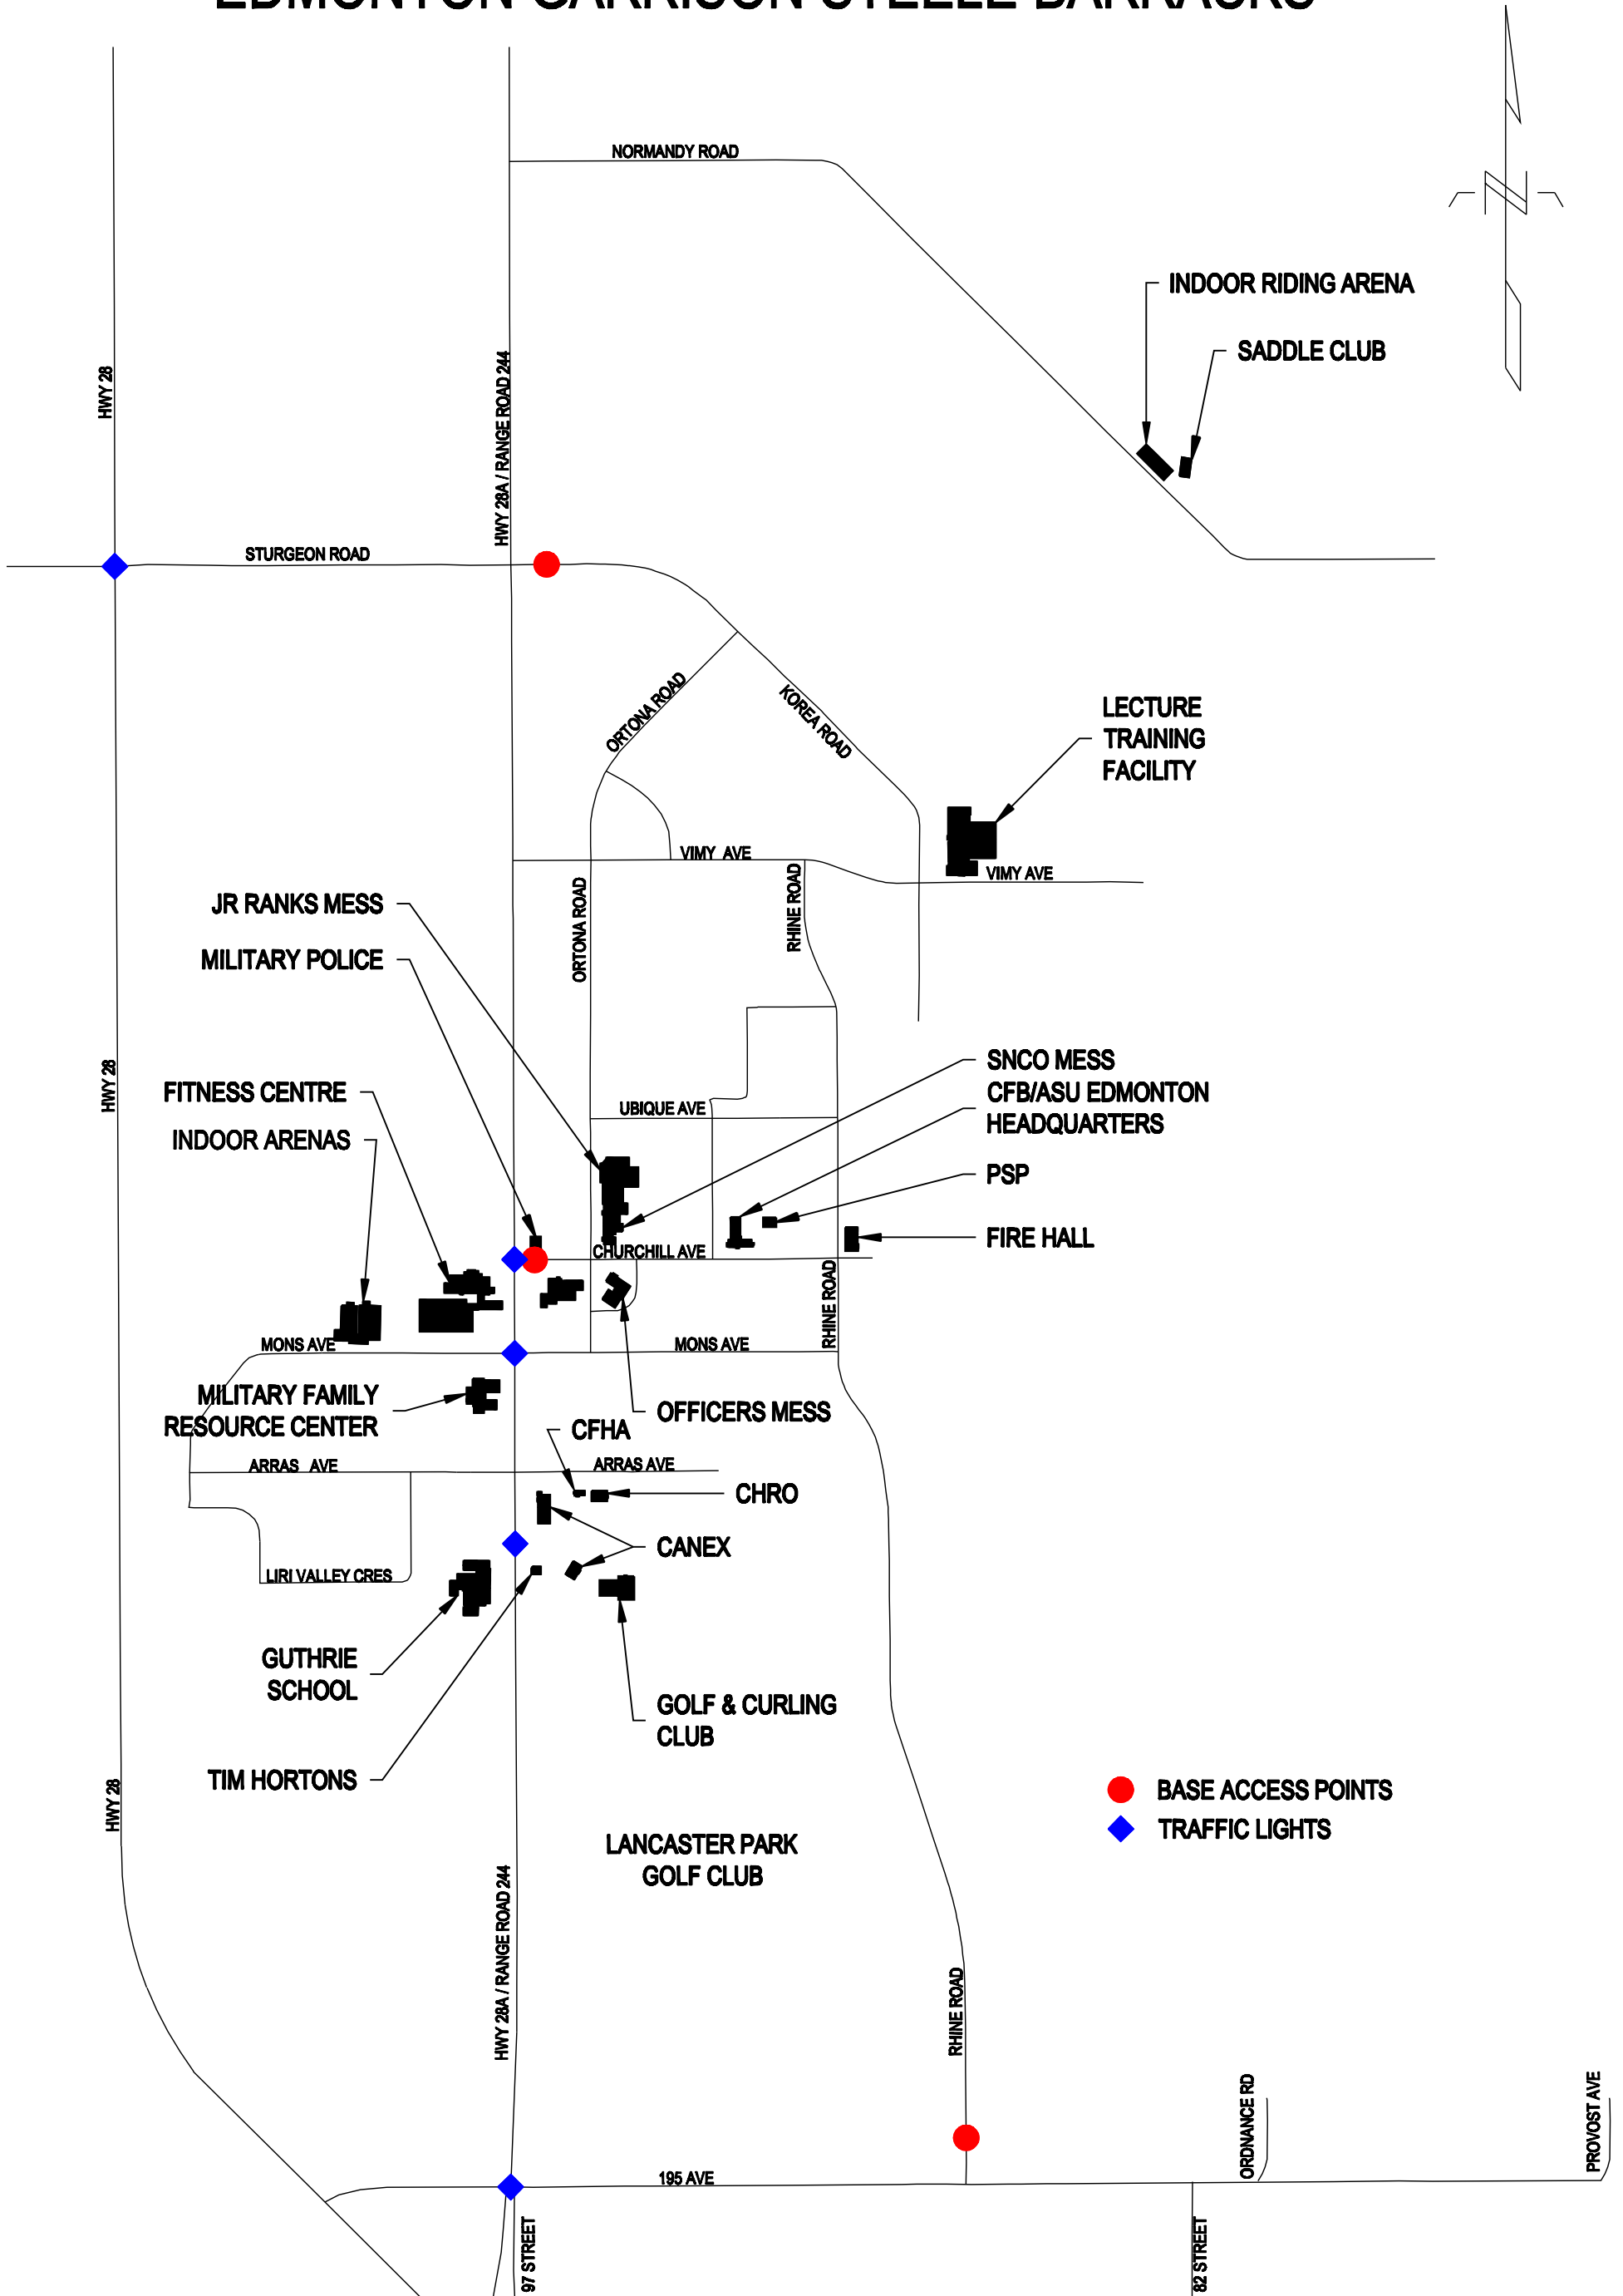 EDMONTON GARRISON STEELE BARRACKS
NORMANDY ROAD
N
INDOOR RIDING ARENA
SADDLE CLUB
HWY 28
HWY 28A / RANGE ROAD 244
STURGEON ROAD
ORTONA ROAD
KOREA ROAD
LECTURE
TRAINING
FACILITY
VIMY AVE
VIMY AVE
JR RANKS MESS
ORTONA ROAD
RHINE ROAD
MILITARY POLICE
HWY 28
SNCO MESS
FITNESS CENTRE
CFB/ASU EDMONTON
HEADQUARTERS
UBIQUE AVE
INDOOR ARENAS
PSP
FIRE HALL
CHURCHILL AVE
RHINE ROAD
MONS AVE
MONS AVE
MILITARY FAMILY
RESOURCE CENTER
OFFICERS MESS
CFHA
ARRAS AVE
ARRAS AVE
CHRO
CANEX
LIRI VALLEY CRES
GUTHRIE
SCHOOL
GOLF & CURLING
CLUB
TIM HORTONS
HWY 28
BASE ACCESS POINTS
TRAFFIC LIGHTS
LANCASTER PARK
GOLF CLUB
HWY 28A / RANGE ROAD 244
RHINE ROAD
ORDNANCE RD
PROVOST AVE
195 AVE
97 STREET
82 STREET